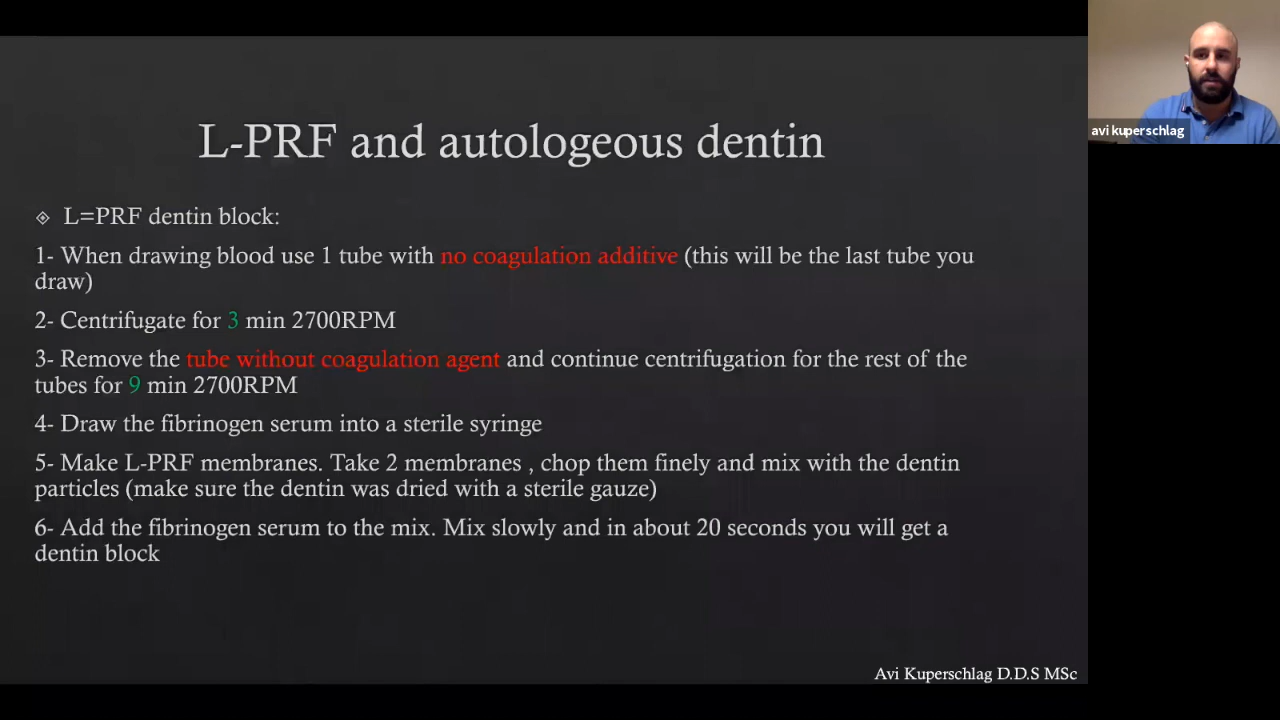 L-PRF and autologeous dentin
L=PRF dentin block:
1- When drawing blood use 1 tube with no coagulation additive (this will be the last tube you
draw)
2- Centrifugate for 3 min 2700RPM
3- Remove the tube without coagulation agent and continue centrifugation for the rest of the
tubes for 9 min 2700RPM
4- Draw the fibrinogen serum into a sterile syringe
5- Make L-PRF membranes. Take 2 membranes , chop them finely and mix with the dentin
particles (make sure the dentin was dried with a sterile gauze)
6- Add the fibrinogen serum to the mix. Mix slowly and in about 20 seconds you will get a
dentin block
Avi Kuperschlag D.D.S MSc
avi kuperschlag